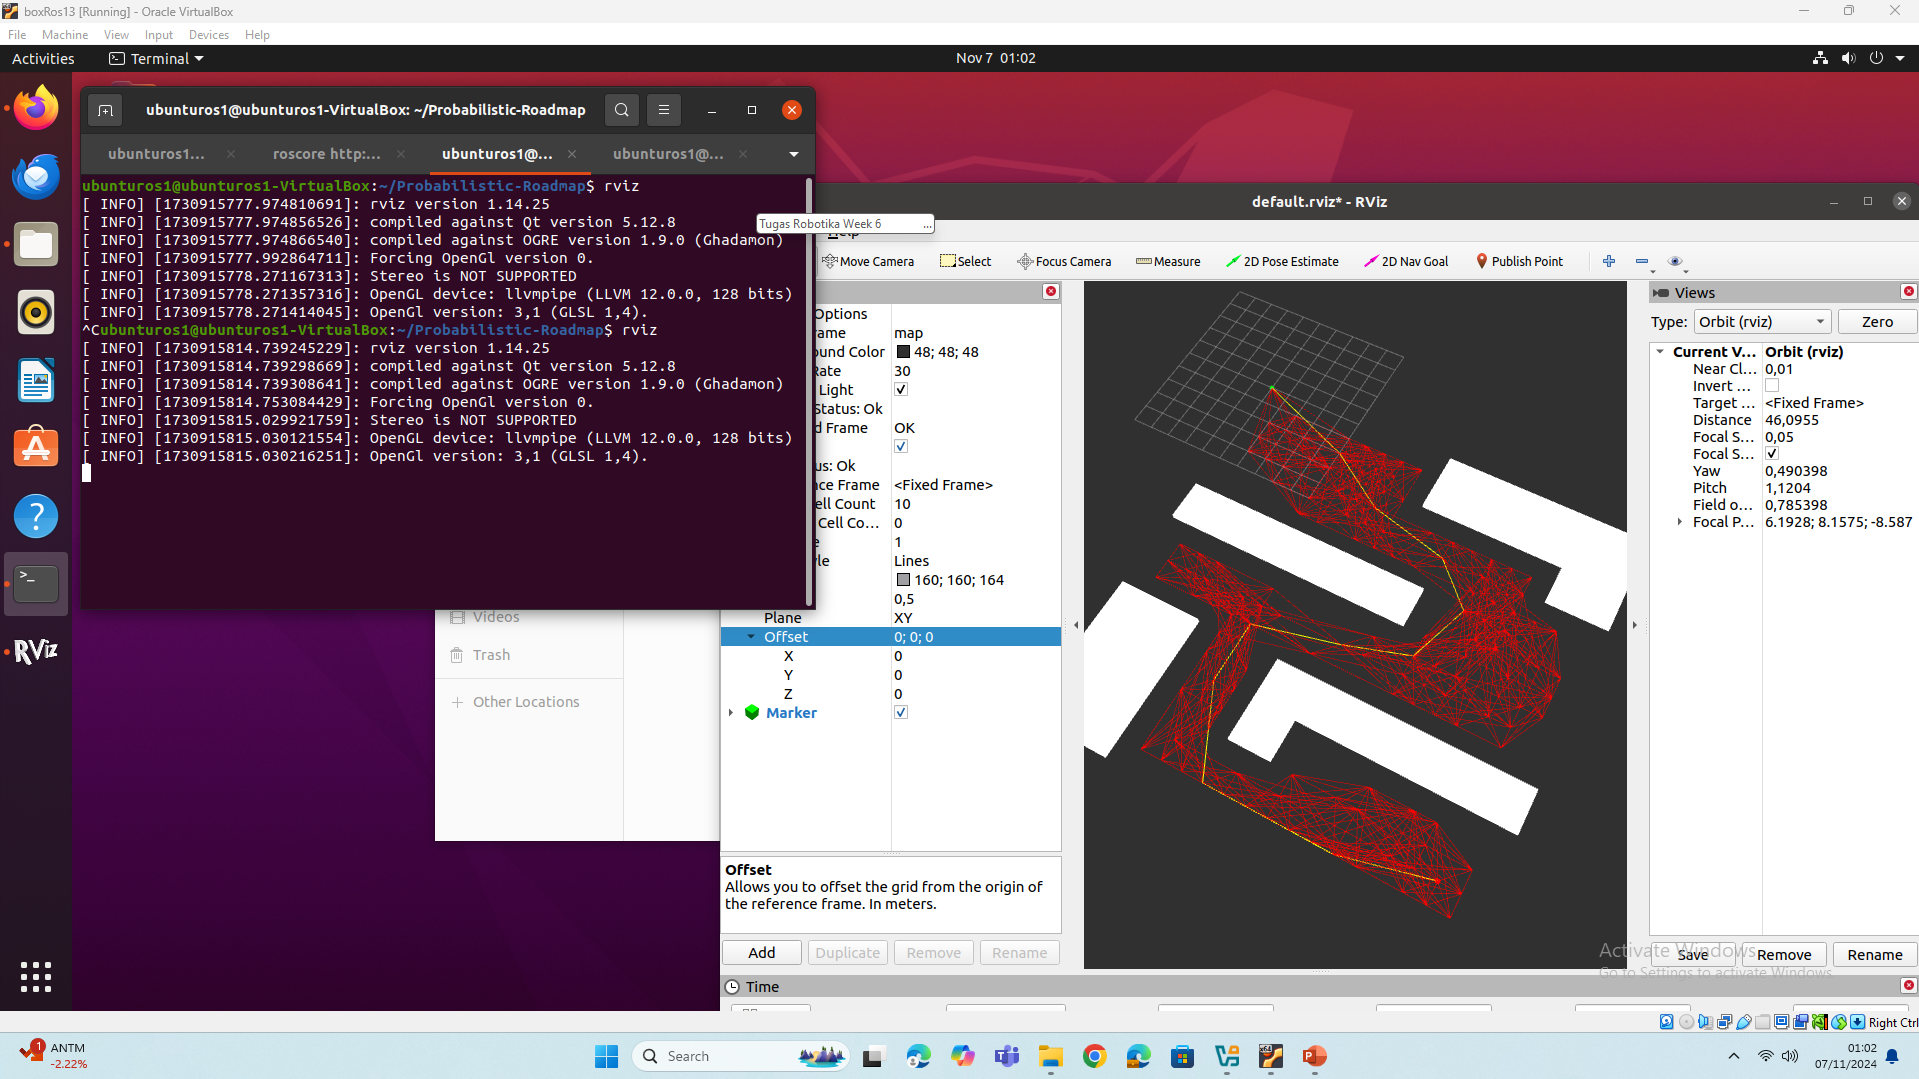 boxRos13 [Running] - Oracle VirtualBox
File Machine View Input Devices Help
Activities Terminal Nov 7 01:02
ubunturos1@ubunturos1-VirtualBox: ~/Probabilistic-Roadmap
ubunturos1... roscore http:... ubunturos1@... ubunturos1@...
ubunturos1@ubunturos1-VirtualBox:~/Probabilistic-Roadmap$ rviz
[ INFO] [1730915777.974810691]: rviz version 1.14.25
[ INFO] [1730915777.974856526]: compiled against Qt version 5.12.8
[ INFO] [1730915777.974866540]: compiled against OGRE version 1.9.0 (Ghadamon)
[ INFO] [1730915777.992864711]: Forcing OpenGl version 0.
[ INFO] [1730915778.271167313]: Stereo is NOT SUPPORTED
[ INFO] [1730915778.271357316]: OpenGL device: llvmpipe (LLVM 12.0.0, 128 bits)
[ INFO] [1730915778.271414045]: OpenGl version: 3,1 (GLSL 1,4).
^Cubunturos1@ubunturos1-VirtualBox:~/Probabilistic-Roadmap$ rviz
[ INFO] [1730915814.739245229]: rviz version 1.14.25
[ INFO] [1730915814.739298669]: compiled against Qt version 5.12.8
[ INFO] [1730915814.739308641]: compiled against OGRE version 1.9.0 (Ghadamon)
[ INFO] [1730915814.753084429]: Forcing OpenGl version 0.
[ INFO] [1730915815.029921759]: Stereo is NOT SUPPORTED
[ INFO] [1730915815.030121554]: OpenGL device: llvmpipe (LLVM 12.0.0, 128 bits)
[ INFO] [1730915815.030216251]: OpenGl version: 3,1 (GLSL 1,4).
Videos
Trash
Other Locations
RViz
default.rviz* - RViz
Tugas Robotika Week 6 ...
Help
Move Camera Select Focus Camera Measure 2D Pose Estimate 2D Nav Goal Publish Point
Options
ame map
und Color 48; 48; 48
Rate 30
Light
Status: Ok
d Frame OK
us: Ok
nce Frame <Fixed Frame>
ell Count 10
Cell Co... 0
e 1
yle Lines
160; 160; 164
0,5
Plane XY
Offset 0; 0; 0
X 0
Y 0
Z 0
Marker
Offset
Allows you to offset the grid from the origin of
the reference frame. In meters.
Add Duplicate Remove Rename
Views
Type: Orbit (rviz) Zero
Current V... Orbit (rviz)
Near Cl... 0,01
Invert ...
Target ... <Fixed Frame>
Distance 46,0955
Focal S... 0,05
Focal S...
Yaw 0,490398
Pitch 1,1204
Field o... 0,785398
Focal P... 6.1928; 8.1575; -8.587
Save Remove Rename
Activate Windows
Go to Settings to activate Windows.
Time
Right Ctrl
1 ANTM
-2.22%
Search
01:02
07/11/2024